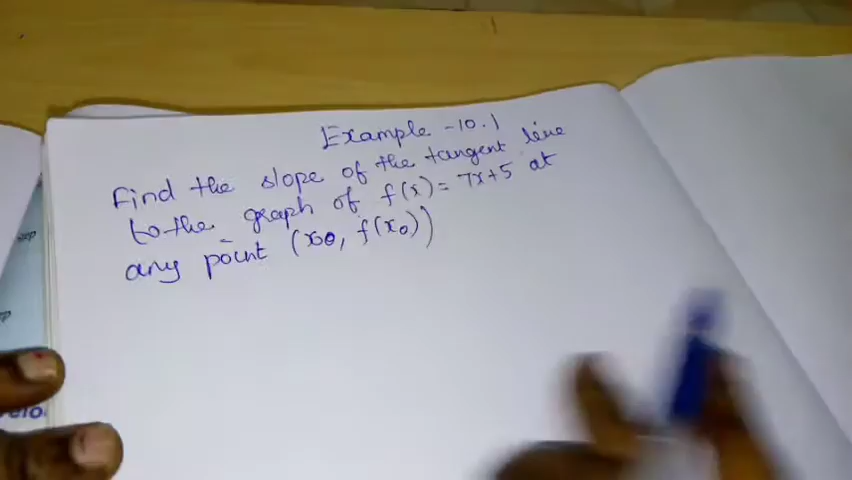 Example - 10.1
Find the slope of the tangent line
to the graph of f(x) = 7x+5 at
any point (x0, f(x0))